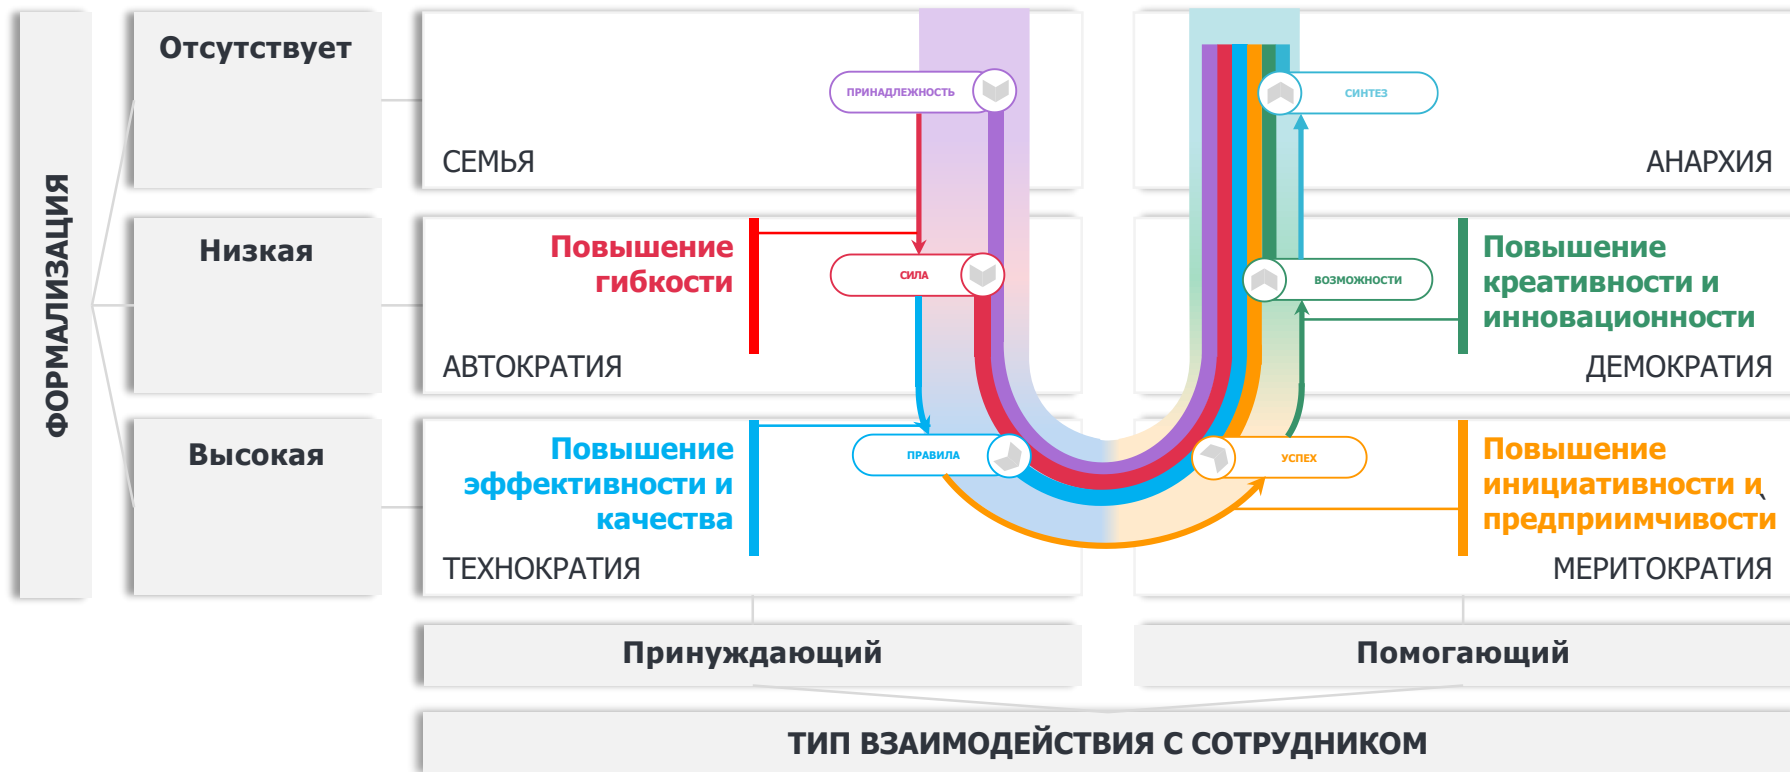 ФОРМАЛИЗАЦИЯ
Отсутствует
ПРИНАДЛЕЖНОСТЬ
СИНТЕЗ
СЕМЬЯ
АНАРХИЯ
Низкая
Повышение
гибкости
СИЛА
ВОЗМОЖНОСТИ
Повышение
креативности и
инновационности
АВТОКРАТИЯ
ДЕМОКРАТИЯ
Высокая
Повышение
эффективности и
качества
ПРАВИЛА
УСПЕХ
Повышение
инициативности и
предприимчивости
`
ТЕХНОКРАТИЯ
МЕРИТОКРАТИЯ
Принуждающий
Помогающий
ТИП ВЗАИМОДЕЙСТВИЯ С СОТРУДНИКОМ